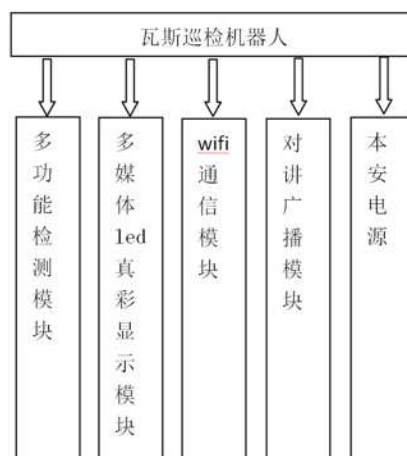 瓦斯巡检机器人
多功能检测模块
多媒体led真彩显示模块
wifi通信模块
对讲广播模块
本安电源